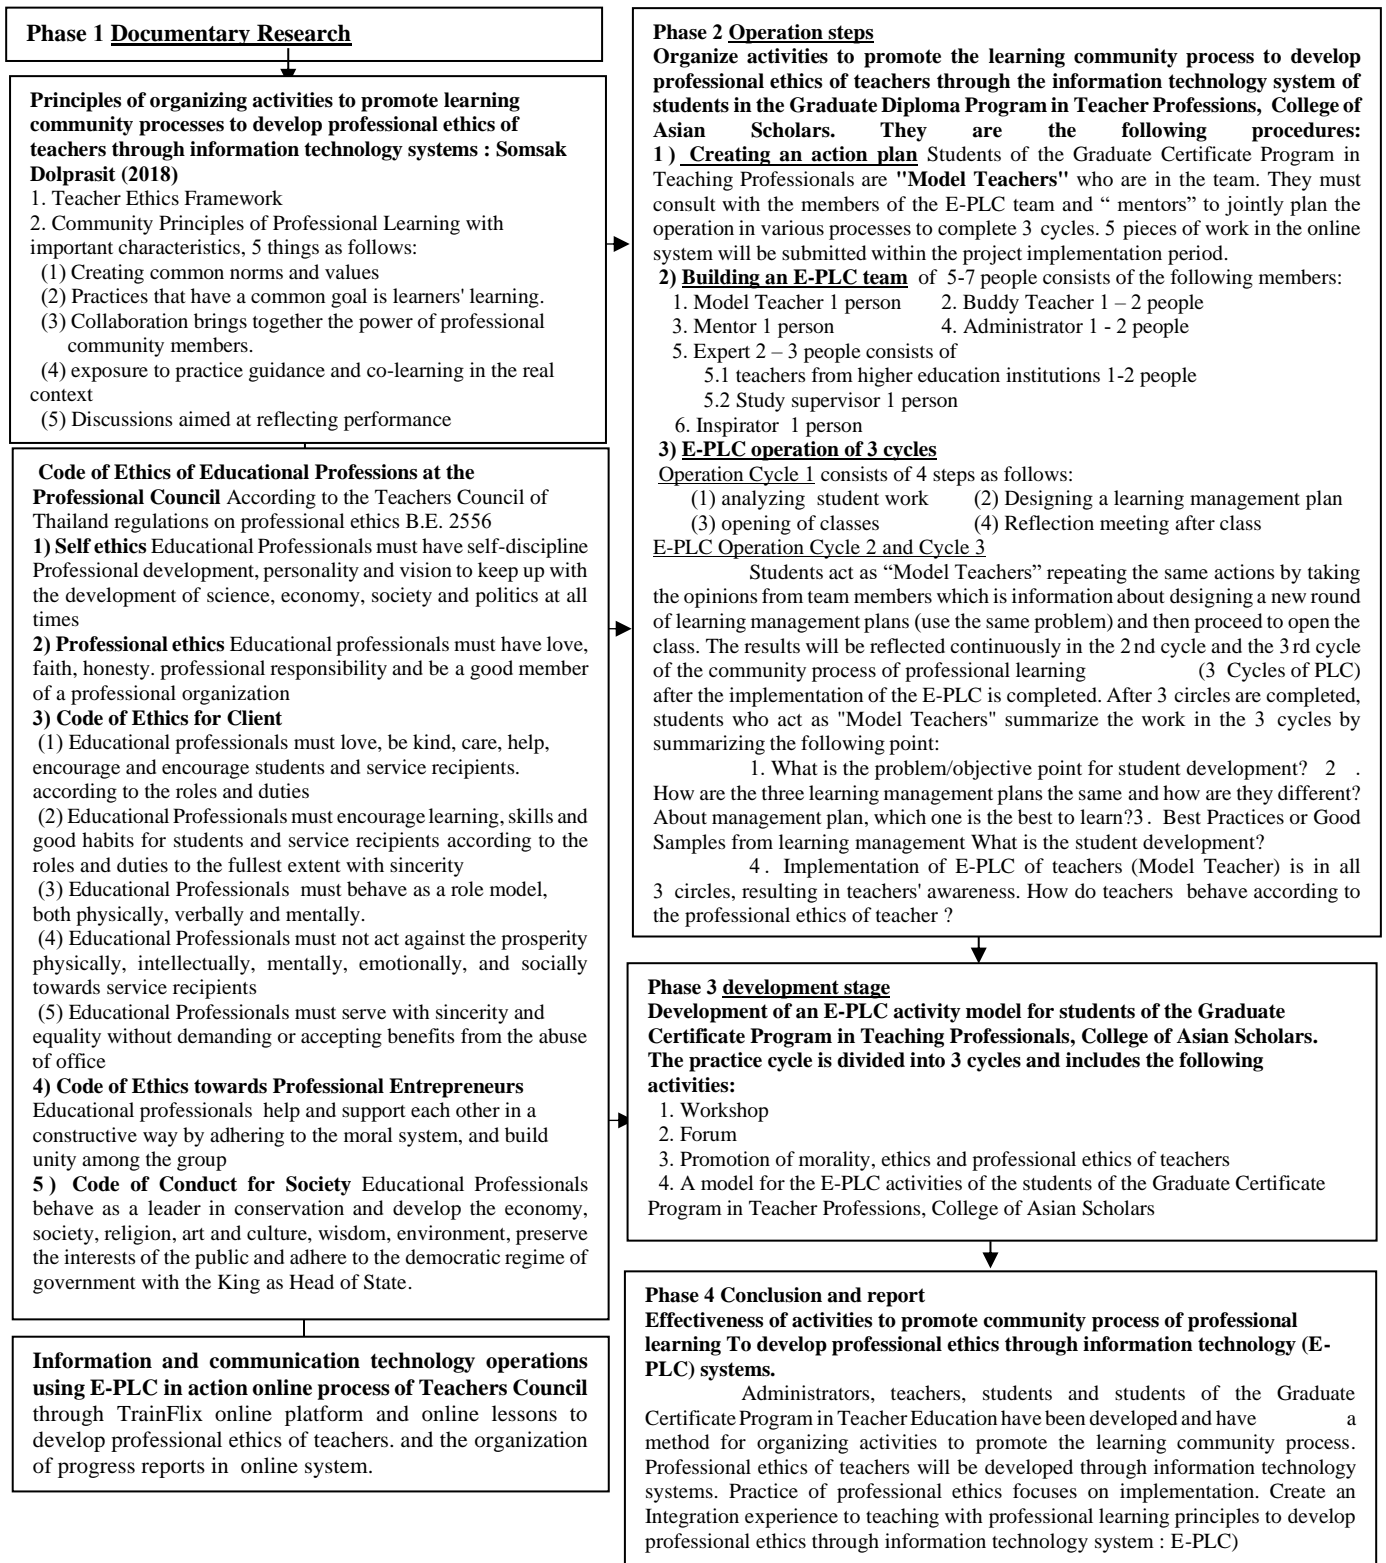 Phase 1 Documentary Research
Principles of organizing activities to promote learning
community processes to develop professional ethics of
teachers through information technology systems : Somsak
Dolprasit (2018)
1. Teacher Ethics Framework
2. Community Principles of Professional Learning with
important characteristics, 5 things as follows:
(1) Creating common norms and values
(2) Practices that have a common goal is learners' learning.
(3) Collaboration brings together the power of professional
community members.
(4) exposure to practice guidance and co-learning in the real
context
(5) Discussions aimed at reflecting performance
Code of Ethics of Educational Professions at the
Professional Council According to the Teachers Council of
Thailand regulations on professional ethics B.E. 2556
1) Self ethics Educational Professionals must have self-discipline
Professional development, personality and vision to keep up with
the development of science, economy, society and politics at all
times
2) Professional ethics Educational professionals must have love,
faith, honesty. professional responsibility and be a good member
of a professional organization
3) Code of Ethics for Client
(1) Educational professionals must love, be kind, care, help,
encourage and encourage students and service recipients.
according to the roles and duties
(2) Educational Professionals must encourage learning, skills and
good habits for students and service recipients according to the
roles and duties to the fullest extent with sincerity
(3) Educational Professionals must behave as a role model,
both physically, verbally and mentally.
(4) Educational Professionals must not act against the prosperity
physically, intellectually, mentally, emotionally, and socially
towards service recipients
(5) Educational Professionals must serve with sincerity and
equality without demanding or accepting benefits from the abuse
of office
4) Code of Ethics towards Professional Entrepreneurs
Educational professionals help and support each other in a
constructive way by adhering to the moral system, and build
unity among the group
5 ) Code of Conduct for Society Educational Professionals
behave as a leader in conservation and develop the economy,
society, religion, art and culture, wisdom, environment, preserve
the interests of the public and adhere to the democratic regime of
government with the King as Head of State.
Information and communication technology operations
using E-PLC in action online process of Teachers Council
through TrainFlix online platform and online lessons to
develop professional ethics of teachers. and the organization
of progress reports in online system.
Phase 2 Operation steps
Organize activities to promote the learning community process to develop
professional ethics of teachers through the information technology system of
students in the Graduate Diploma Program in Teacher Professions, College of
Asian Scholars. They are the following procedures:
1 ) Creating an action plan Students of the Graduate Certificate Program in
Teaching Professionals are "Model Teachers" who are in the team. They must
consult with the members of the E-PLC team and “ mentors” to jointly plan the
operation in various processes to complete 3 cycles. 5 pieces of work in the online
system will be submitted within the project implementation period.
2) Building an E-PLC team of 5-7 people consists of the following members:
1. Model Teacher 1 person 2. Buddy Teacher 1 – 2 people
3. Mentor 1 person 4. Administrator 1 - 2 people
5. Expert 2 – 3 people consists of
5.1 teachers from higher education institutions 1-2 people
5.2 Study supervisor 1 person
6. Inspirator 1 person
3) E-PLC operation of 3 cycles
Operation Cycle 1 consists of 4 steps as follows:
(1) analyzing student work (2) Designing a learning management plan
(3) opening of classes (4) Reflection meeting after class
E-PLC Operation Cycle 2 and Cycle 3
Students act as “Model Teachers” repeating the same actions by taking
the opinions from team members which is information about designing a new round
of learning management plans (use the same problem) and then proceed to open the
class. The results will be reflected continuously in the 2nd cycle and the 3rd cycle
of the community process of professional learning (3 Cycles of PLC)
after the implementation of the E-PLC is completed. After 3 circles are completed,
students who act as "Model Teachers" summarize the work in the 3 cycles by
summarizing the following point:
1. What is the problem/objective point for student development? 2 .
How are the three learning management plans the same and how are they different?
About management plan, which one is the best to learn?3. Best Practices or Good
Samples from learning management What is the student development?
4 . Implementation of E-PLC of teachers (Model Teacher) is in all
3 circles, resulting in teachers' awareness. How do teachers behave according to
the professional ethics of teacher ?
Phase 3 development stage
Development of an E-PLC activity model for students of the Graduate
Certificate Program in Teaching Professionals, College of Asian Scholars.
The practice cycle is divided into 3 cycles and includes the following
activities:
1. Workshop
2. Forum
3. Promotion of morality, ethics and professional ethics of teachers
4. A model for the E-PLC activities of the students of the Graduate Certificate
Program in Teacher Professions, College of Asian Scholars
Phase 4 Conclusion and report
Effectiveness of activities to promote community process of professional
learning To develop professional ethics through information technology (E-
PLC) systems.
Administrators, teachers, students and students of the Graduate
Certificate Program in Teacher Education have been developed and have a
method for organizing activities to promote the learning community process.
Professional ethics of teachers will be developed through information technology
systems. Practice of professional ethics focuses on implementation. Create an
Integration experience to teaching with professional learning principles to develop
professional ethics through information technology system : E-PLC)